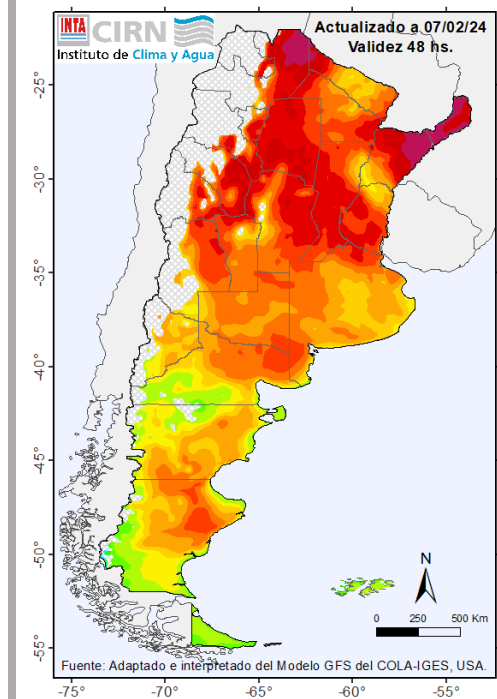 INTA CIRN
Instituto de Clima y Agua
Actualizado a 07/02/24
Validez 48 hs.
-25°
-30°
-35°
-40°
-45°
-50°
-55°
N
0 250 500 Km
Fuente: Adaptado e interpretado del Modelo GFS del COLA-IGES, USA.
-75° -70° -65° -60° -55°